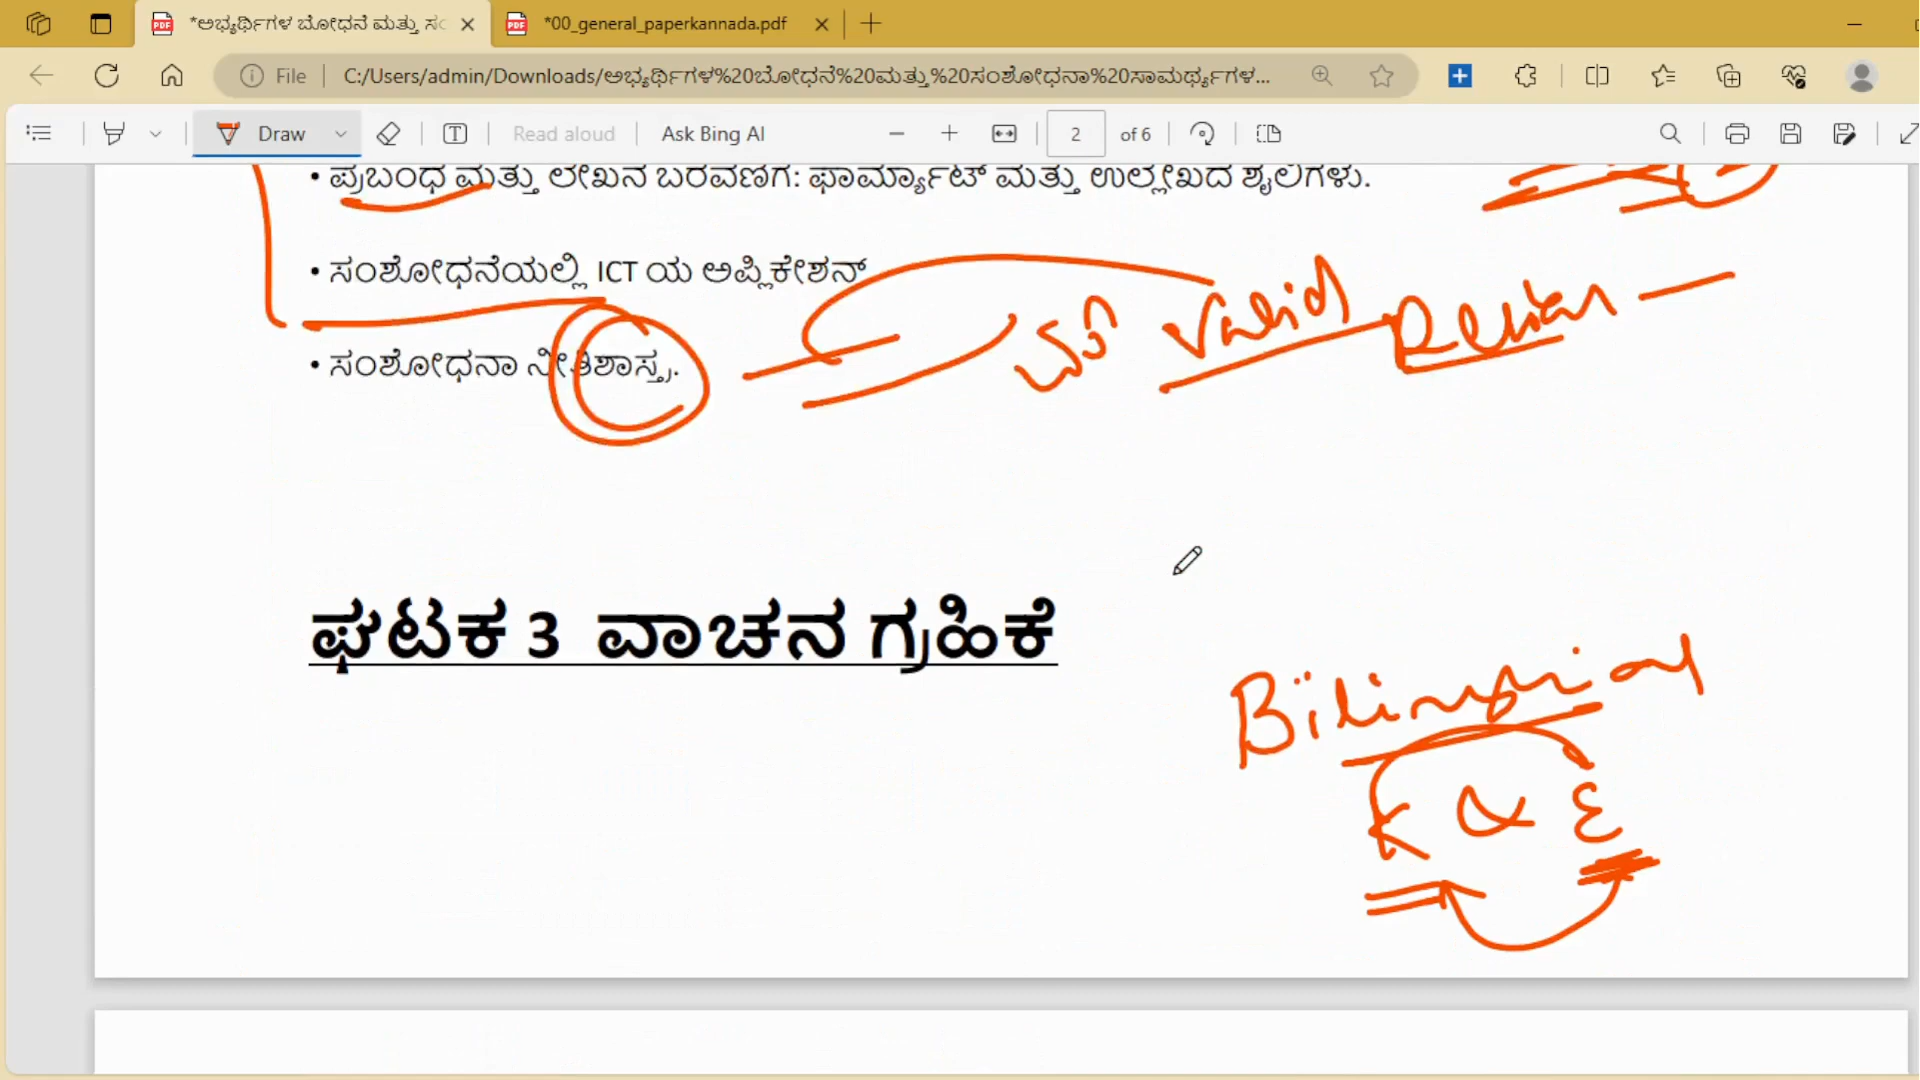 *ಅಭ್ಯರ್ಥಿಗಳ ಬೋಧನೆ ಮತ್ತು ಸಂ
*00_general_paperkannada.pdf
File C:/Users/admin/Downloads/ಅಭ್ಯರ್ಥಿಗಳ%20ಬೋಧನೆ%20ಮತ್ತು%20ಸಂಶೋಧನಾ%20ಸಾಮರ್ಥ್ಯಗಳ...
Draw Read aloud Ask Bing AI 2 of 6
• ಪ್ರಬಂಧ ಮತ್ತು ಲೇಖನ ಬರವಣಿಗೆ: ಫಾರ್ಮ್ಯಾಟ್ ಮತ್ತು ಉಲ್ಲೇಖದ ಶೈಲಿಗಳು.
• ಸಂಶೋಧನೆಯಲ್ಲಿ ICT ಯ ಅಪ್ಲಿಕೇಶನ್
Valid
• ಸಂಶೋಧನಾ ನೀತಿಶಾಸ್ತ್ರ.
ಘಟಕ 3 ವಾಚನ ಗ್ರಹಿಕೆ
K & E